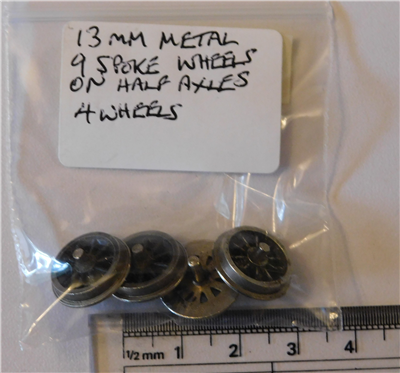 13 MM METAL
9 SPOKE WHEELS
ON HALF AXLES
4 WHEELS
1/2 mm 1 2 3 4